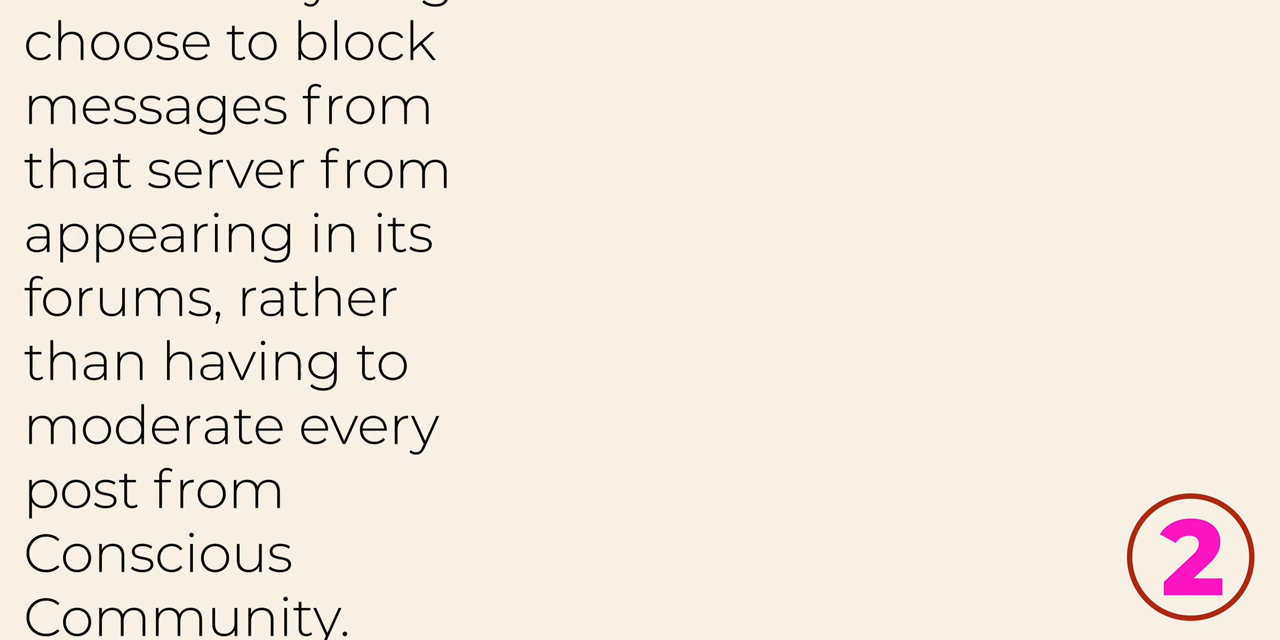 choose to block
messages from
that server from
appearing in its
forums, rather
than having to
moderate every
post from
Conscious
Community.
2